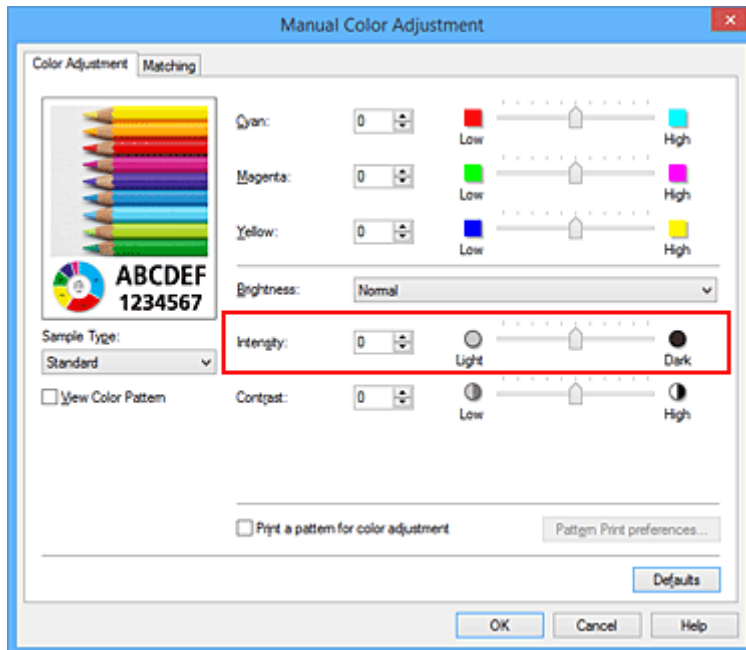 Manual Color Adjustment
Color Adjustment Matching
ABCDEF
1234567
Sample Type:
Standard
View Color Pattern
Cyan: 0 Low High
Magenta: 0 Low High
Yellow: 0 Low High
Brightness: Normal
Intensity: 0 Light Dark
Contrast: 0 Low High
Print a pattern for color adjustment Pattern Print preferences...
Defaults
OK Cancel Help